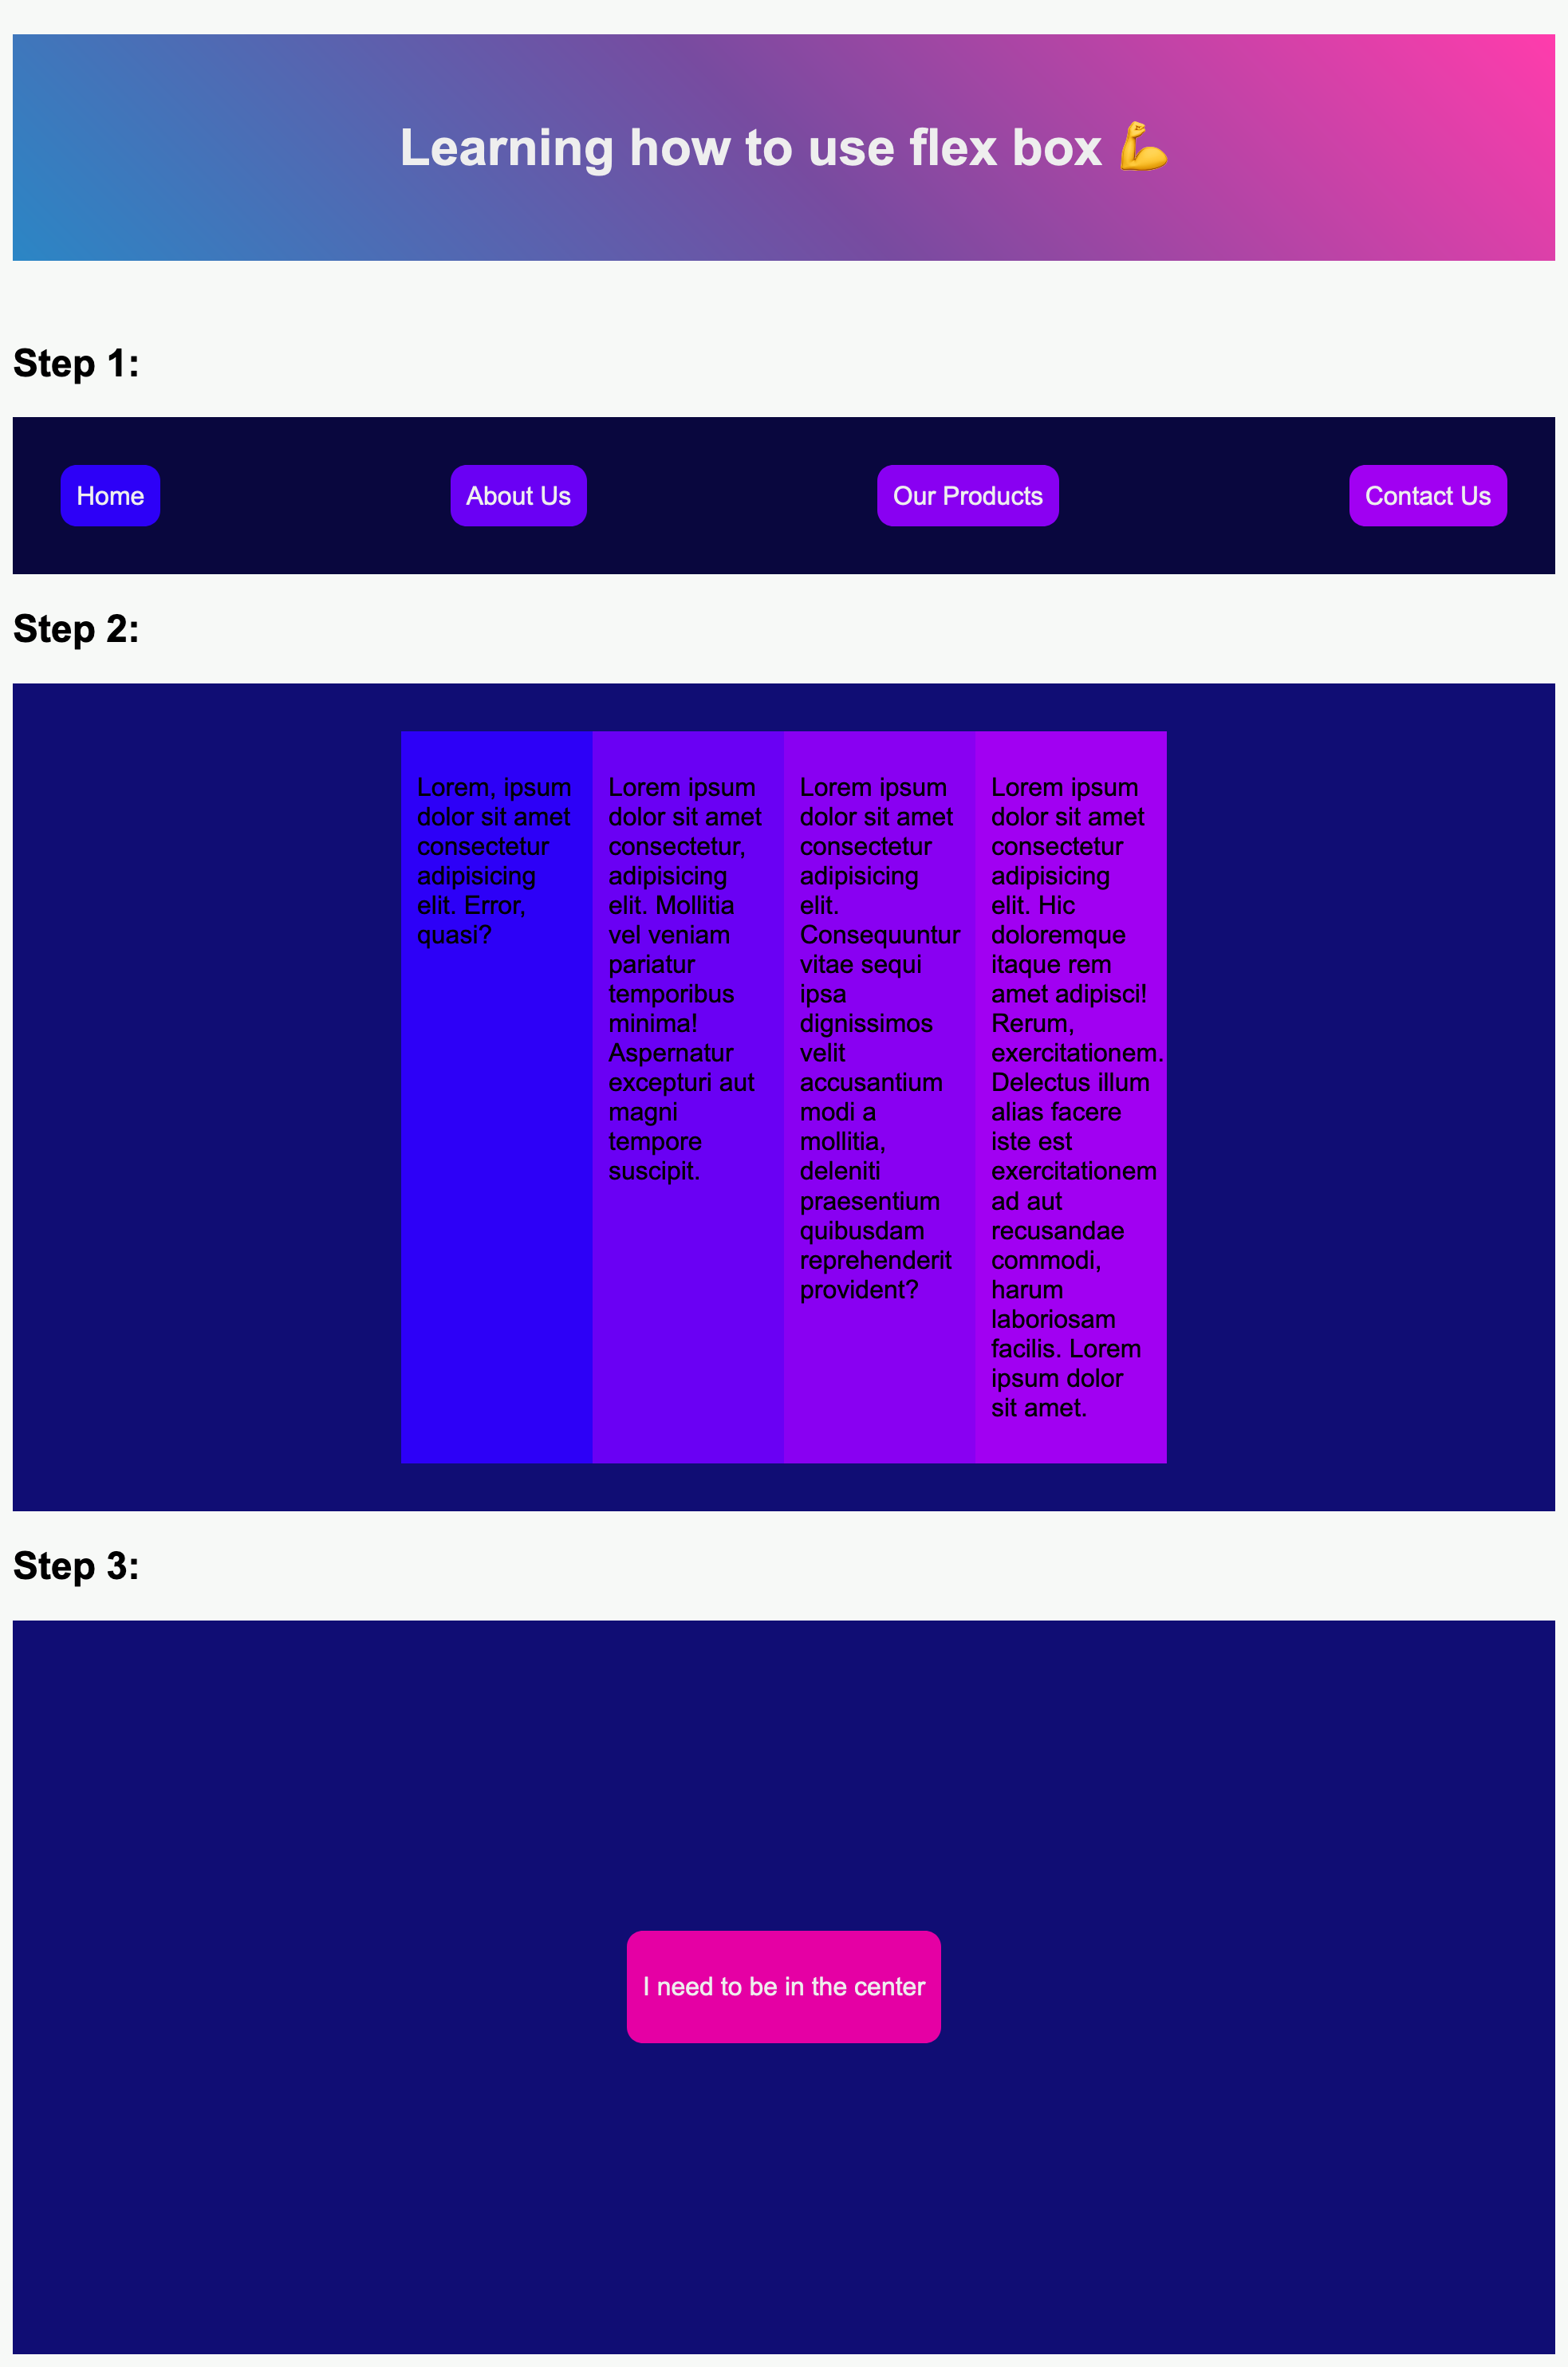 Learning how to use flex box 💪
Step 1:
Home
About Us
Our Products
Contact Us
Step 2:
Lorem, ipsum
dolor sit amet
consectetur
adipisicing
elit. Error,
quasi?
Lorem ipsum
dolor sit amet
consectetur,
adipisicing
elit. Mollitia
vel veniam
pariatur
temporibus
minima!
Aspernatur
excepturi aut
magni
tempore
suscipit.
Lorem ipsum
dolor sit amet
consectetur
adipisicing
elit.
Consequuntur
vitae sequi
ipsa
dignissimos
velit
accusantium
modi a
mollitia,
deleniti
praesentium
quibusdam
reprehenderit
provident?
Lorem ipsum
dolor sit amet
consectetur
adipisicing
elit. Hic
doloremque
itaque rem
amet adipisci!
Rerum,
exercitationem.
Delectus illum
alias facere
iste est
exercitationem
ad aut
recusandae
commodi,
harum
laboriosam
facilis. Lorem
ipsum dolor
sit amet.
Step 3:
I need to be in the center